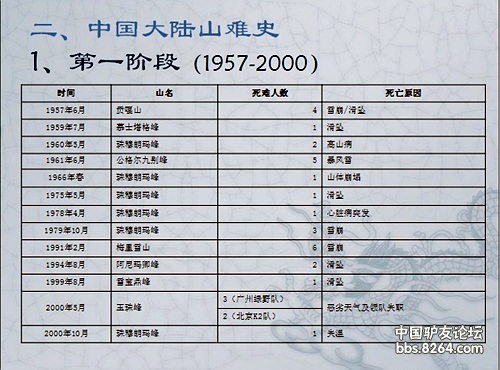 二、中国大陆山难史
1、第一阶段 (1957-2000)
时间 山名 死难人数 死亡原因
1957年6月 贡嘎山 4 雪崩/滑坠
1959年7月 慕士塔格峰 1 滑坠
1960年5月 珠穆朗玛峰 2 高山病
1961年6月 公格尔九别峰 5 暴风雪
1966年春 珠穆朗玛峰 1 山体崩塌
1975年5月 珠穆朗玛峰 1 滑坠
1978年4月 珠穆朗玛峰 1 心脏病突发
1979年10月 珠穆朗玛峰 3 雪崩
1991年2月 梅里雪山 6 雪崩
1994年8月 阿尼玛卿峰 2 滑坠
1999年8月 雪宝鼎峰 1 滑坠
2000年5月 玉珠峰 3（广州绿野队） 恶劣天气及领队失职
2（北京K2队）
2000年10月 珠穆朗玛峰 1 失温
中国驴友论坛
bbs.8264.com